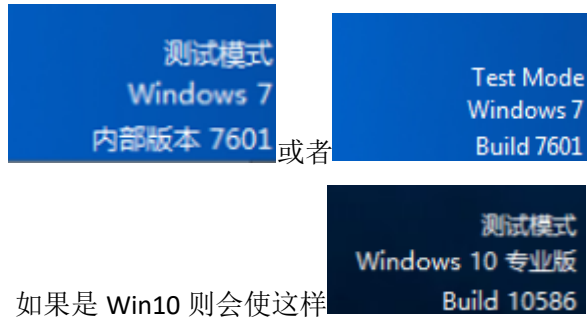 测试模式
Windows 7
内部版本 7601
或者
Test Mode
Windows 7
Build 7601
如果是 Win10 则会使这样
测试模式
Windows 10 专业版
Build 10586